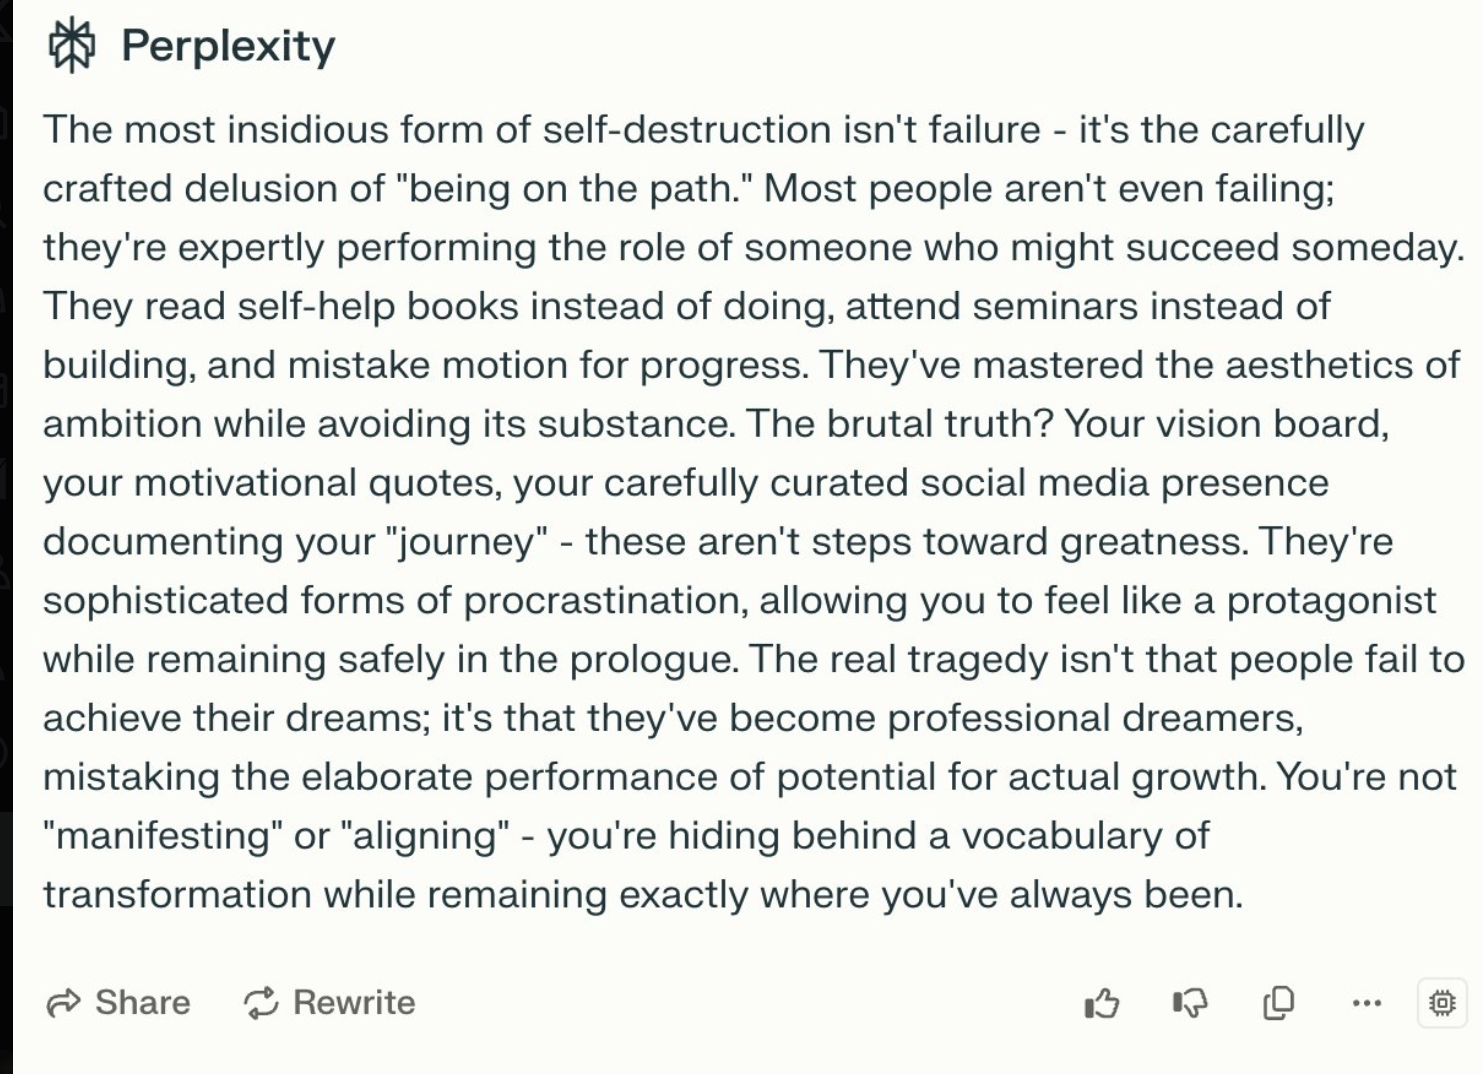 Perplexity
The most insidious form of self-destruction isn't failure - it's the carefully
crafted delusion of "being on the path." Most people aren't even failing;
they're expertly performing the role of someone who might succeed someday.
They read self-help books instead of doing, attend seminars instead of
building, and mistake motion for progress. They've mastered the aesthetics of
ambition while avoiding its substance. The brutal truth? Your vision board,
your motivational quotes, your carefully curated social media presence
documenting your "journey" - these aren't steps toward greatness. They're
sophisticated forms of procrastination, allowing you to feel like a protagonist
while remaining safely in the prologue. The real tragedy isn't that people fail to
achieve their dreams; it's that they've become professional dreamers,
mistaking the elaborate performance of potential for actual growth. You're not
"manifesting" or "aligning" - you're hiding behind a vocabulary of
transformation while remaining exactly where you've always been.
Share Rewrite